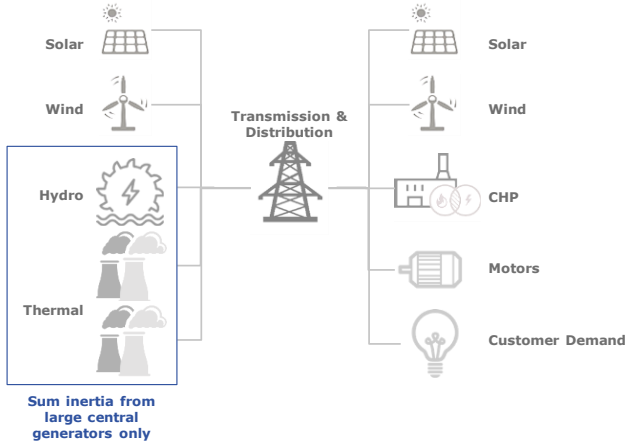 Solar
Wind
Hydro
Thermal
Sum inertia from
large central
generators only
Transmission &
Distribution
Solar
Wind
CHP
Motors
Customer Demand